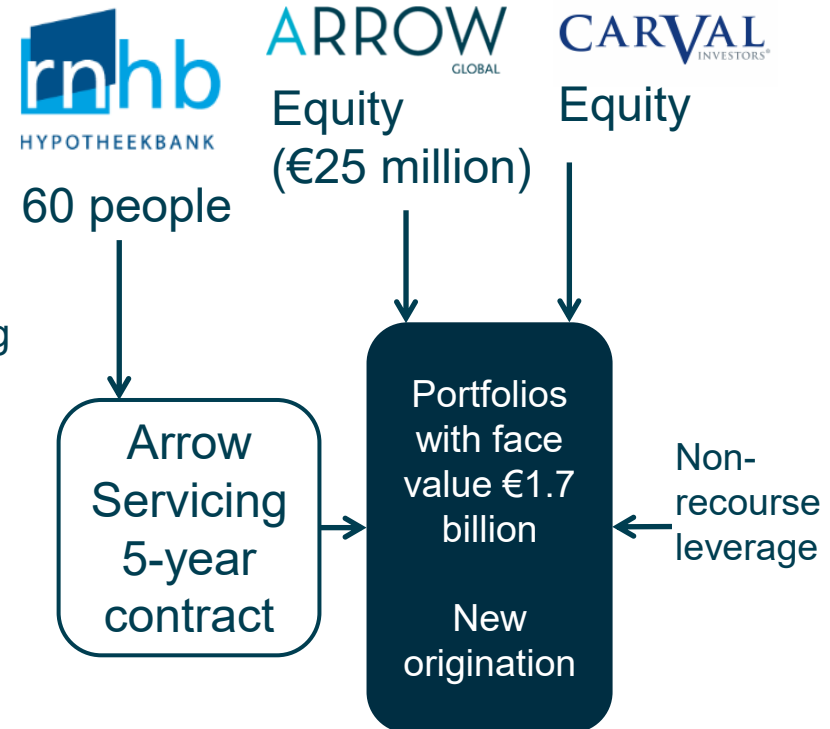 rnhb
HYPOTHEEKBANK
60 people
ARROW
GLOBAL
Equity
(€25 million)
CARVAL
INVESTORS®
Equity
g
Arrow
Servicing
5-year
contract
Portfolios
with face
value €1.7
billion
New
origination
Non-
recourse
leverage